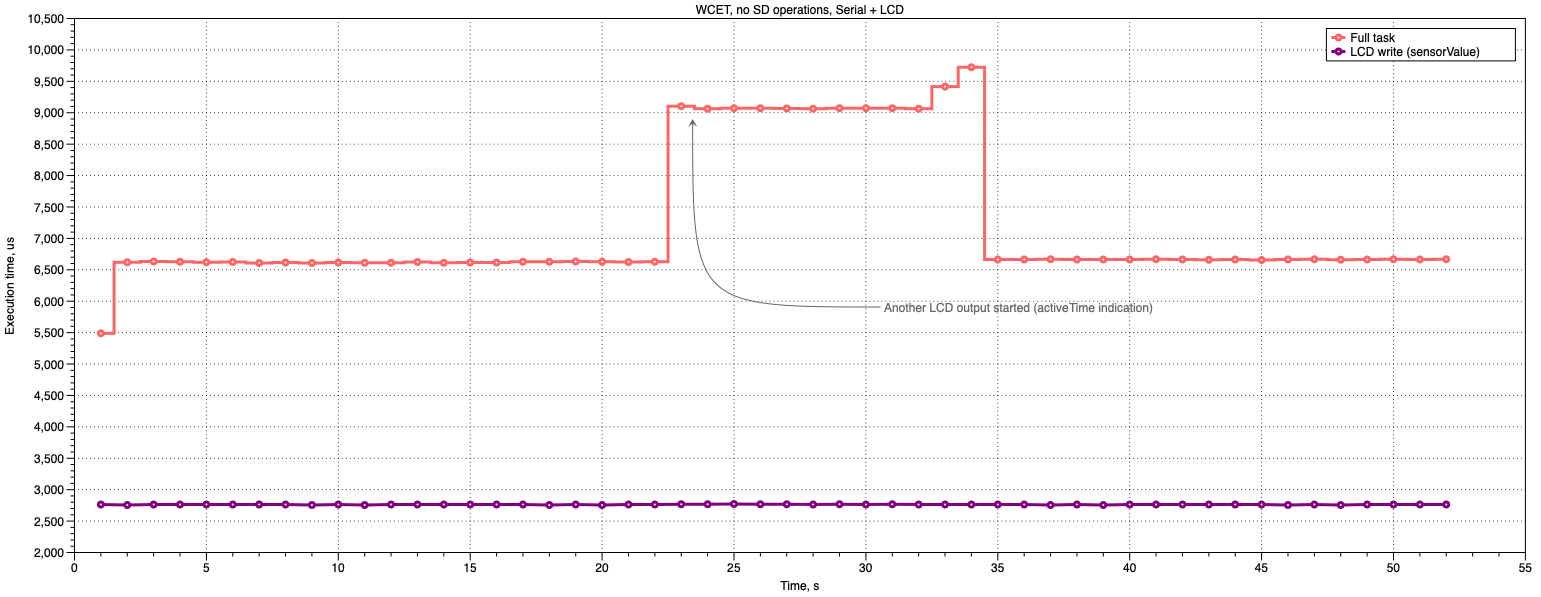 WCET, no SD operations, Serial + LCD
10,500
10,000
9,500
9,000
8,500
8,000
7,500
7,000
6,500
6,000
5,500
5,000
4,500
4,000
3,500
3,000
2,500
2,000
Execution time, us
Full task
LCD write (sensorValue)
Another LCD output started (activeTime indication)
0 5 10 15 20 25 30 35 40 45 50 55
Time, s